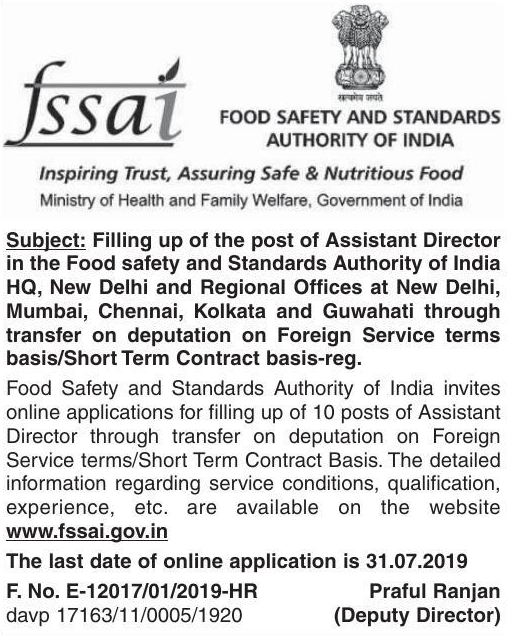 fssai
सत्यमेव जयते
FOOD SAFETY AND STANDARDS
AUTHORITY OF INDIA
Inspiring Trust, Assuring Safe & Nutritious Food
Ministry of Health and Family Welfare, Government of India
Subject: Filling up of the post of Assistant Director
in the Food safety and Standards Authority of India
HQ, New Delhi and Regional Offices at New Delhi,
Mumbai, Chennai, Kolkata and Guwahati through
transfer on deputation on Foreign Service terms
basis/Short Term Contract basis-reg.
Food Safety and Standards Authority of India invites
online applications for filling up of 10 posts of Assistant
Director through transfer on deputation on Foreign
Service terms/Short Term Contract Basis. The detailed
information regarding service conditions, qualification,
experience, etc. are available on the website
www.fssai.gov.in
The last date of online application is 31.07.2019
F. No. E-12017/01/2019-HR Praful Ranjan
davp 17163/11/0005/1920 (Deputy Director)